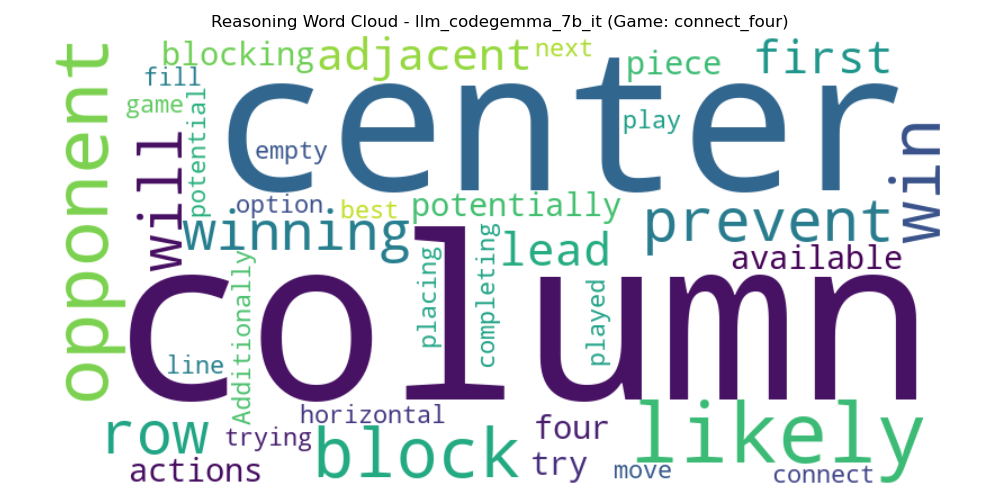 Reasoning Word Cloud - llm_codegemma_7b_it (Game: connect_four)
blocking adjacent next piece first
fill
game
opponent
will
potential
center
empty
play
win
option best potentially
winning
prevent
lead
available
column
placing
completing
played
Additionally
line
horizontal
row
trying
block
four
likely
actions
try
move
connect